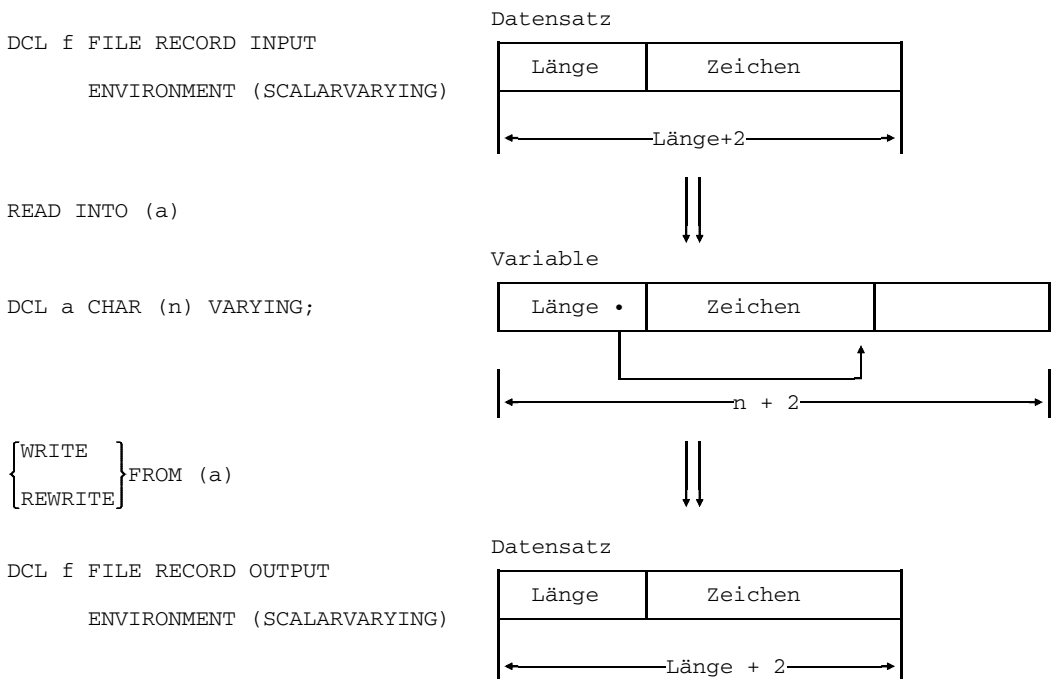 Datensatz
DCL f FILE RECORD INPUT
Länge Zeichen
ENVIRONMENT (SCALARVARYING)
Länge+2
READ INTO (a)
Variable
DCL a CHAR (n) VARYING;
Länge • Zeichen
n + 2
WRITE
FROM (a)
REWRITE
Datensatz
DCL f FILE RECORD OUTPUT
Länge Zeichen
ENVIRONMENT (SCALARVARYING)
Länge + 2